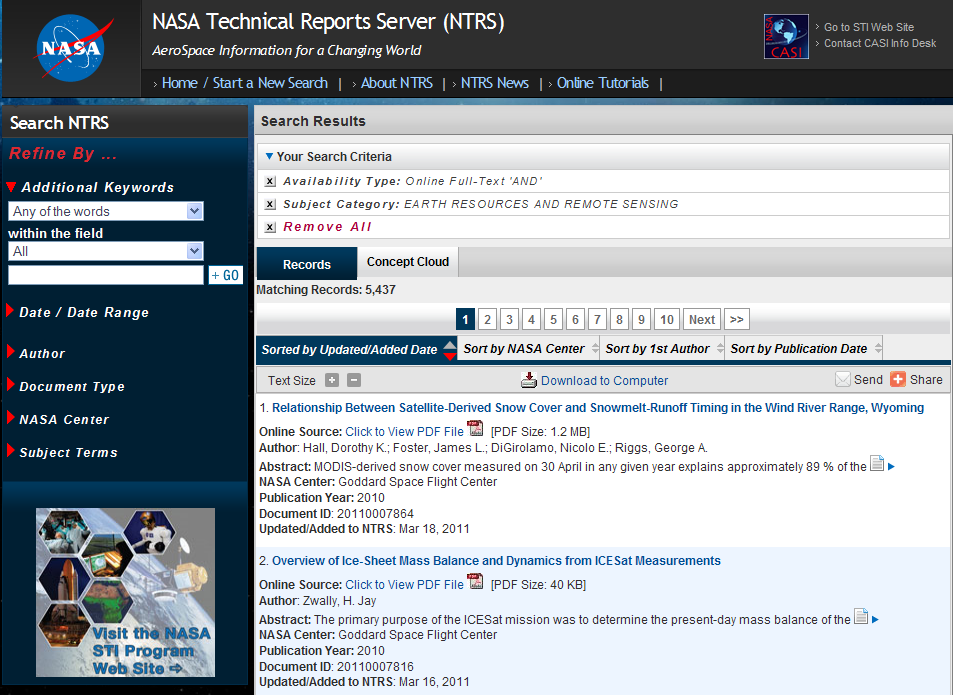 NASA
NASA Technical Reports Server (NTRS)
AeroSpace Information for a Changing World
NASA
CASI
› Go to STI Web Site
› Contact CASI Info Desk
› Home / Start a New Search | › About NTRS | › NTRS News | › Online Tutorials |
Search NTRS
Refine By ...
Additional Keywords
Any of the words
within the field
All
+ GO
Date / Date Range
Author
Document Type
NASA Center
Subject Terms
Visit the NASA
STI Program
Web Site ⇨
Search Results
Your Search Criteria
x Availability Type: Online Full-Text 'AND'
x Subject Category: EARTH RESOURCES AND REMOTE SENSING
x Remove All
Records Concept Cloud
Matching Records: 5,437
1 2 3 4 5 6 7 8 9 10 Next >>
Sorted by Updated/Added Date Sort by NASA Center Sort by 1st Author Sort by Publication Date
Text Size + − Download to Computer Send + Share
1. Relationship Between Satellite-Derived Snow Cover and Snowmelt-Runoff Timing in the Wind River Range, Wyoming
Online Source: Click to View PDF File [PDF Size: 1.2 MB]
Author: Hall, Dorothy K.; Foster, James L.; DiGirolamo, Nicolo E.; Riggs, George A.
Abstract: MODIS-derived snow cover measured on 30 April in any given year explains approximately 89 % of the
NASA Center: Goddard Space Flight Center
Publication Year: 2010
Document ID: 20110007864
Updated/Added to NTRS: Mar 18, 2011
2. Overview of Ice-Sheet Mass Balance and Dynamics from ICESat Measurements
Online Source: Click to View PDF File [PDF Size: 40 KB]
Author: Zwally, H. Jay
Abstract: The primary purpose of the ICESat mission was to determine the present-day mass balance of the
NASA Center: Goddard Space Flight Center
Publication Year: 2010
Document ID: 20110007816
Updated/Added to NTRS: Mar 16, 2011